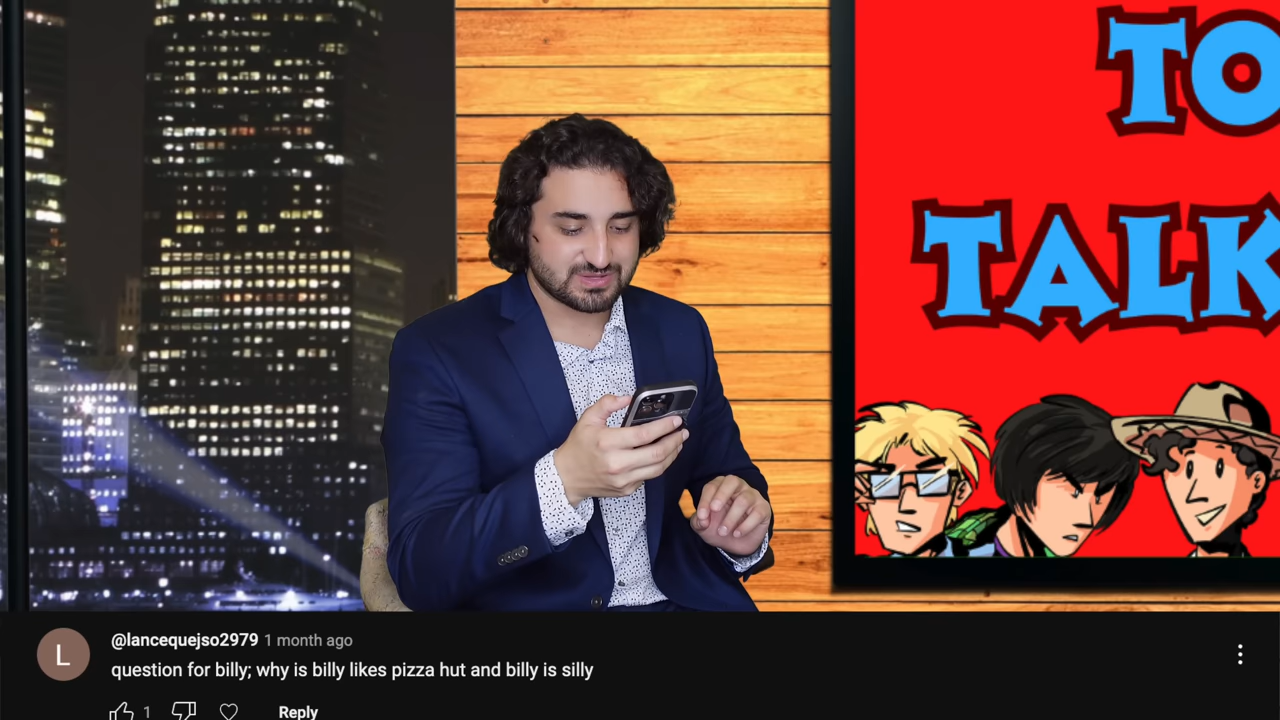 TO
TALK
L
@lancequejso2979 1 month ago
question for billy; why is billy likes pizza hut and billy is silly
1
Reply